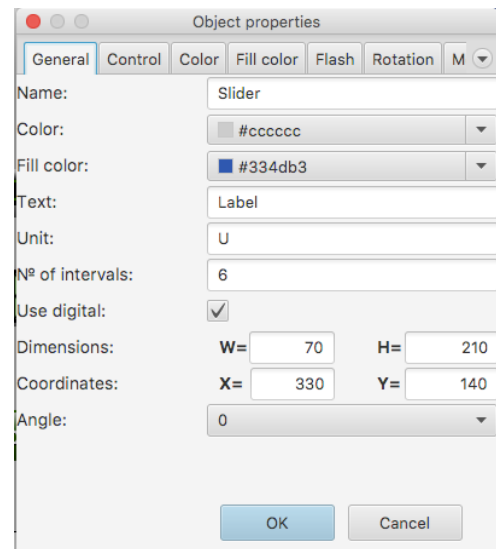 Object properties
General Control Color Fill color Flash Rotation M
Name: Slider
Color: #cccccc
Fill color: #334db3
Text: Label
Unit: U
Nº of intervals: 6
Use digital:
Dimensions: W= 70 H= 210
Coordinates: X= 330 Y= 140
Angle: 0
OK Cancel